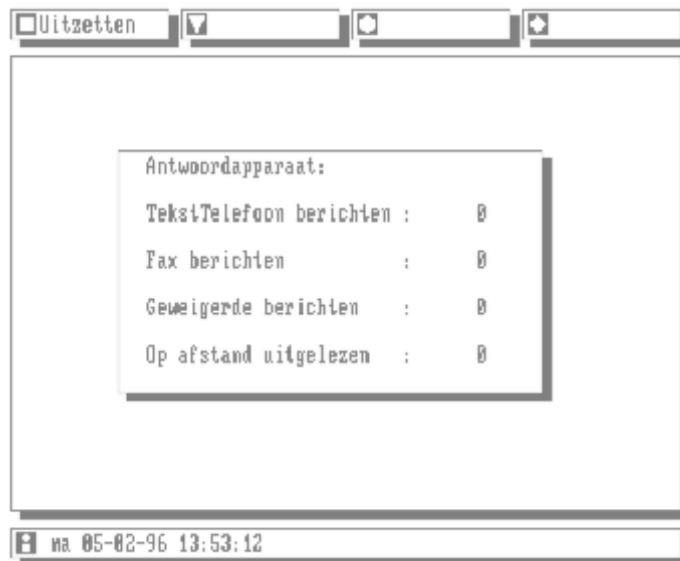 Uitzetten
Antwoordapparaat:
TekstTelefoon berichten : 0
Fax berichten : 0
Geweigerde berichten : 0
Op afstand uitgelezen : 0
ma 05-02-96 13:53:12